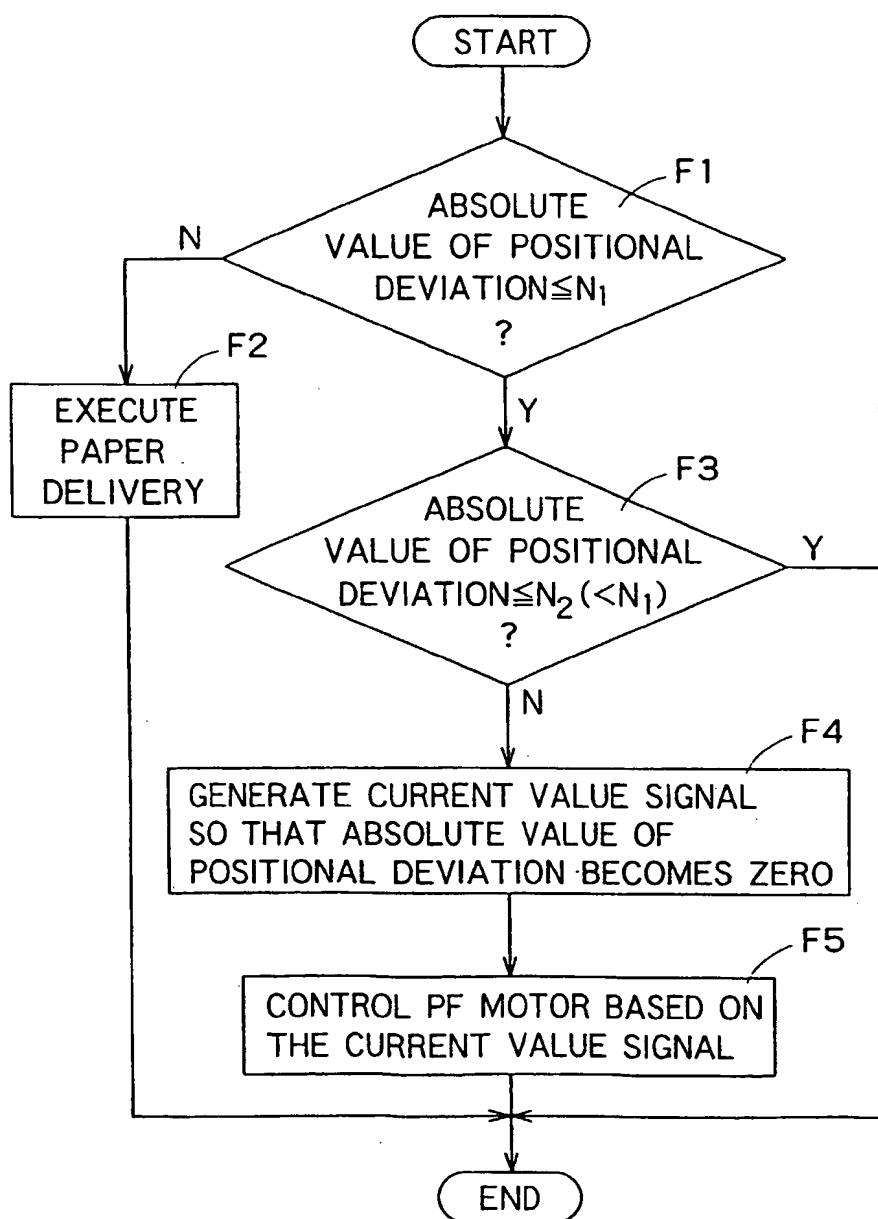 START
F1
ABSOLUTE
VALUE OF POSITIONAL
DEVIATION≦N₁
?
N
Y
F2
EXECUTE
PAPER
DELIVERY
F3
ABSOLUTE
VALUE OF POSITIONAL
DEVIATION≦N₂(<N₁)
?
Y
N
F4
GENERATE CURRENT VALUE SIGNAL
SO THAT ABSOLUTE VALUE OF
POSITIONAL DEVIATION BECOMES ZERO
F5
CONTROL PF MOTOR BASED ON
THE CURRENT VALUE SIGNAL
END